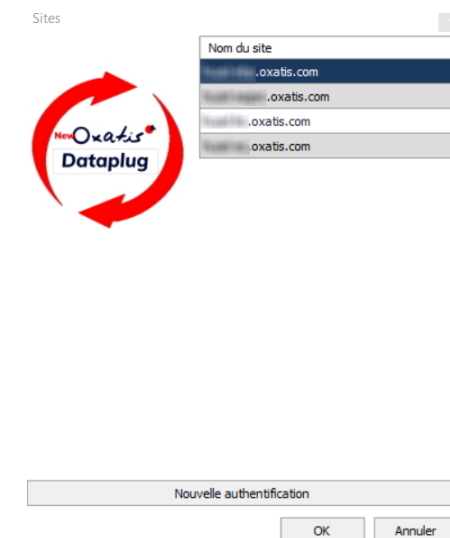 Sites
Nom du site
.oxatis.com
.oxatis.com
.oxatis.com
.oxatis.com
New Oxatis
Dataplug
Nouvelle authentification
OK
Annuler